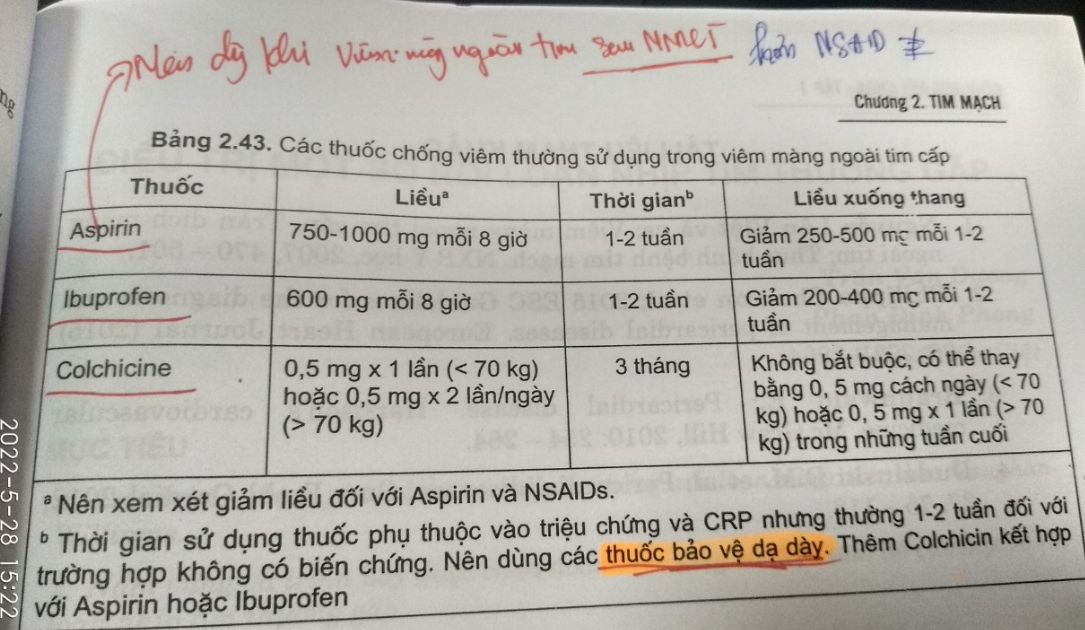 Nên dg khi viêm màng ngoài tim sau NMCT hơn NSAID ≠
ng
Chương 2. TIM MẠCH
Bảng 2.43. Các thuốc chống viêm thường sử dụng trong viêm màng ngoài tim cấp
Thuốc Liềuᵃ Thời gianᵇ Liều xuống thang
Aspirin 750-1000 mg mỗi 8 giờ 1-2 tuần Giảm 250-500 mg mỗi 1-2
tuần
Ibuprofen 600 mg mỗi 8 giờ 1-2 tuần Giảm 200-400 mg mỗi 1-2
tuần
Colchicine 0,5 mg x 1 lần (< 70 kg) 3 tháng Không bắt buộc, có thể thay
hoặc 0,5 mg x 2 lần/ngày bằng 0, 5 mg cách ngày (< 70
(> 70 kg) kg) hoặc 0, 5 mg x 1 lần (> 70
kg) trong những tuần cuối
ᵃ Nên xem xét giảm liều đối với Aspirin và NSAIDs.
ᵇ Thời gian sử dụng thuốc phụ thuộc vào triệu chứng và CRP nhưng thường 1-2 tuần đối với
trường hợp không có biến chứng. Nên dùng các thuốc bảo vệ dạ dày. Thêm Colchicin kết hợp
với Aspirin hoặc Ibuprofen
2022-5-28 15:22